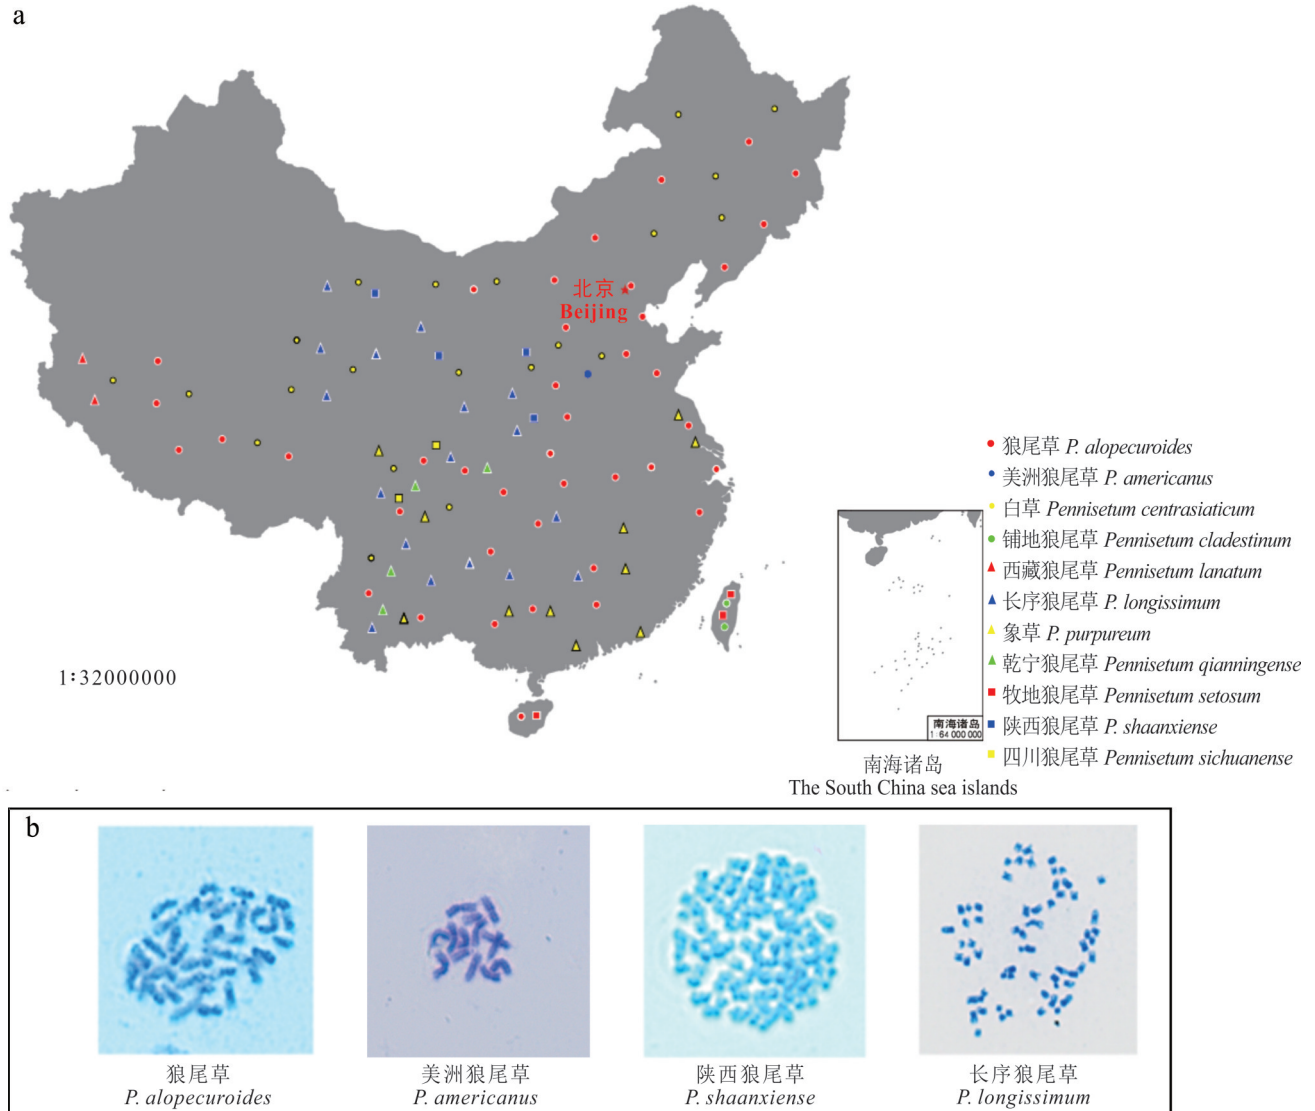 a
北京
Beijing
1:32000000
狼尾草 P. alopecuroides
美洲狼尾草 P. americanus
白草 Pennisetum centrasiaticum
铺地狼尾草 Pennisetum cladestinum
西藏狼尾草 Pennisetum lanatum
长序狼尾草 P. longissimum
象草 P. purpureum
乾宁狼尾草 Pennisetum qianningense
牧地狼尾草 Pennisetum setosum
陕西狼尾草 P. shaanxiense
四川狼尾草 Pennisetum sichuanense
南海诸岛
1:64 000 000
南海诸岛
The South China sea islands
b
狼尾草
P. alopecuroides
美洲狼尾草
P. americanus
陕西狼尾草
P. shaanxiense
长序狼尾草
P. longissimum